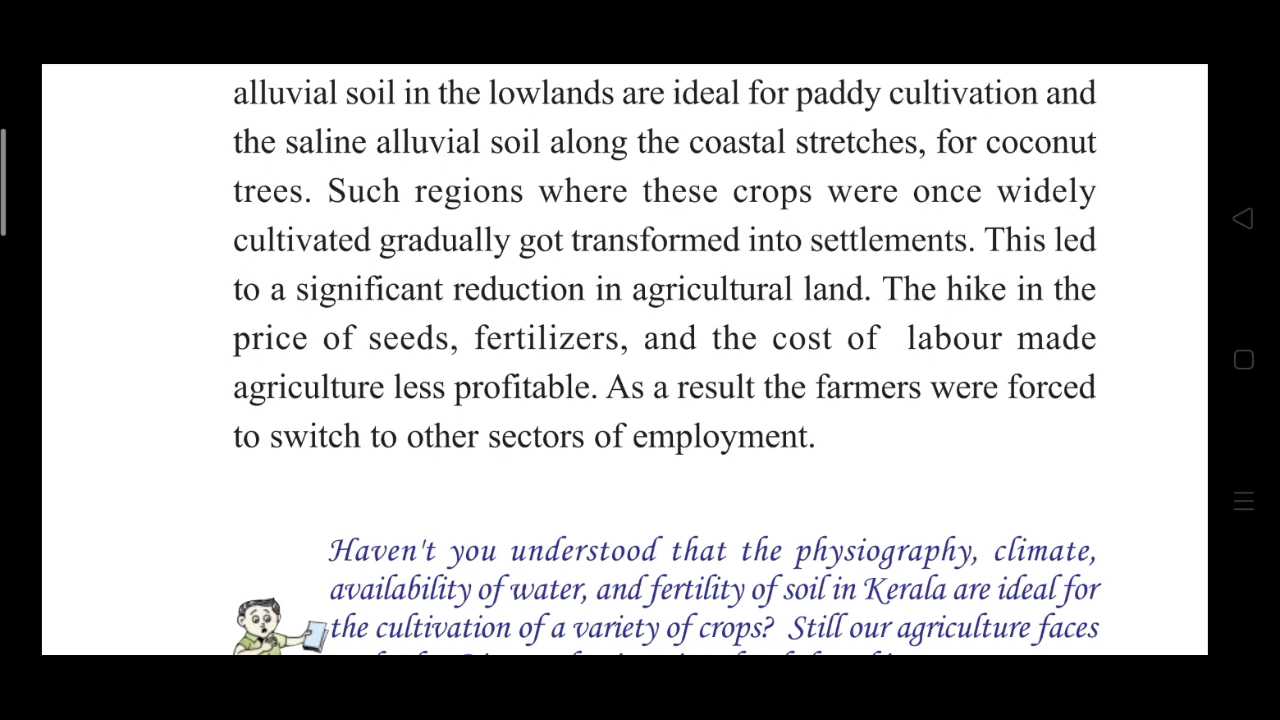 alluvial soil in the lowlands are ideal for paddy cultivation and
the saline alluvial soil along the coastal stretches, for coconut
trees. Such regions where these crops were once widely
cultivated gradually got transformed into settlements. This led
to a significant reduction in agricultural land. The hike in the
price of seeds, fertilizers, and the cost of labour made
agriculture less profitable. As a result the farmers were forced
to switch to other sectors of employment.
Haven't you understood that the physiography, climate,
availability of water, and fertility of soil in Kerala are ideal for
the cultivation of a variety of crops? Still our agriculture faces